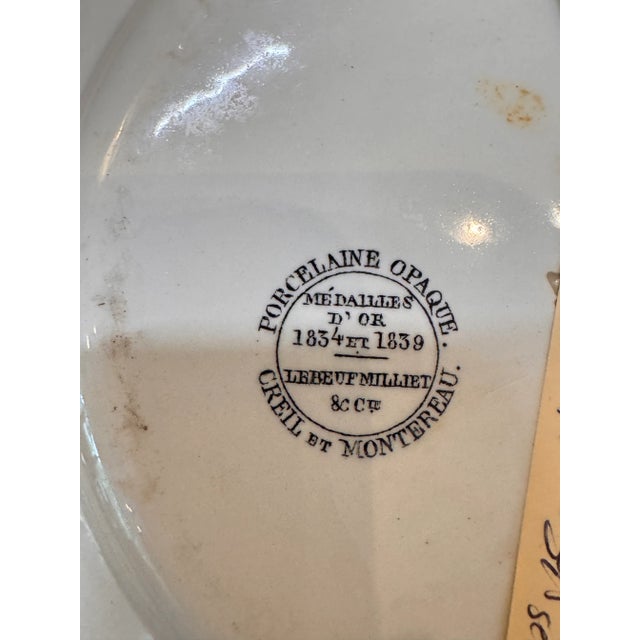 PORCELAINE OPAQUE.
MÉDAILLES
D'OR
1834 ET 1839
LEBEUF MILLIET
& CIE
CREIL ET MONTEREAU.